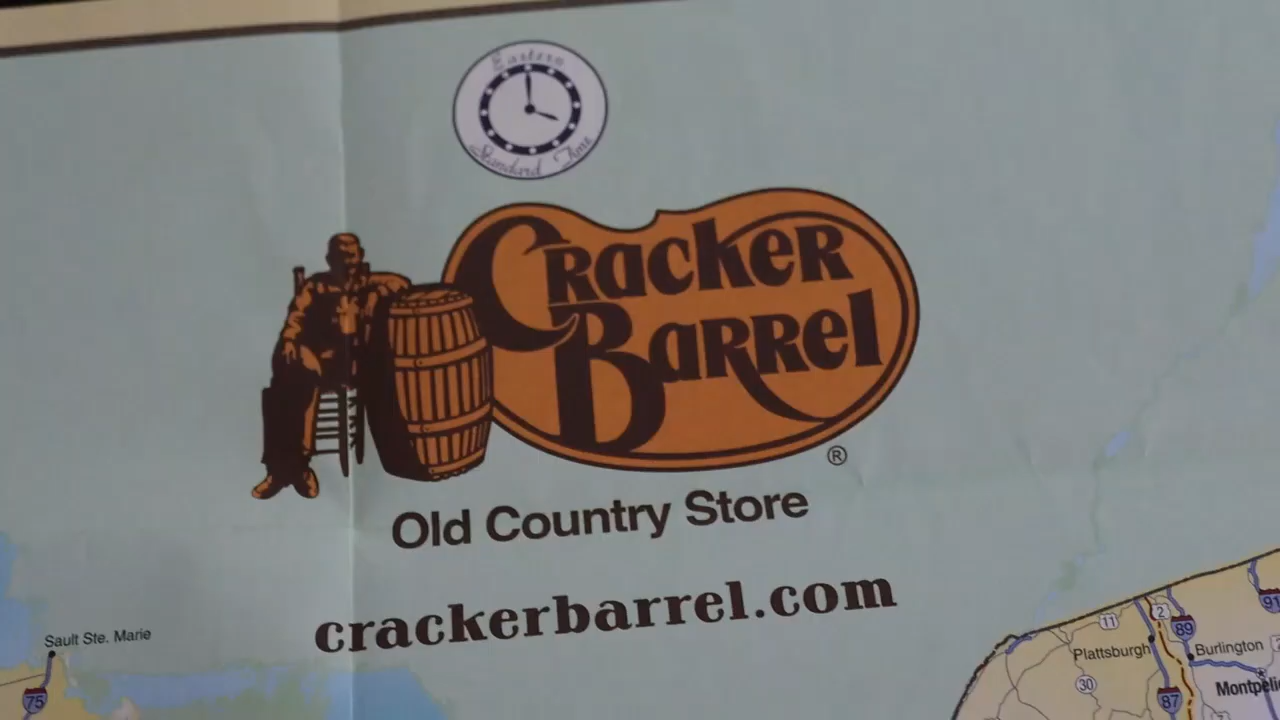 Eastern
Standard Time
Cracker
Barrel
®
Old Country Store
crackerbarrel.com
Sault Ste. Marie
75
11
2
89
91
Plattsburgh
Burlington
30
87